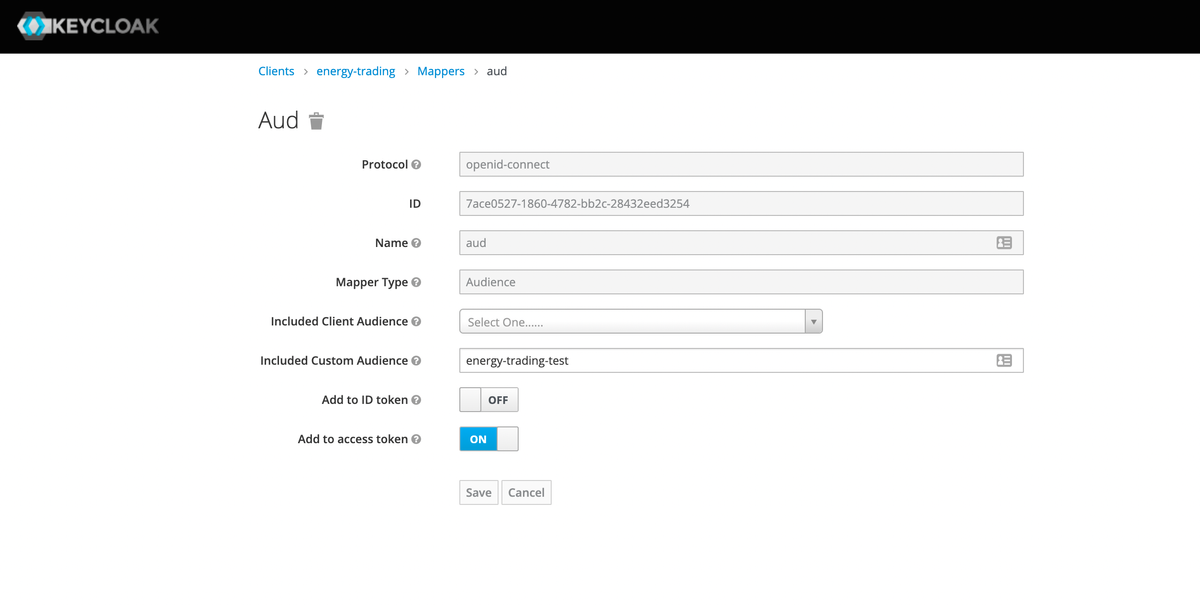 KEYCLOAK
Clients > energy-trading > Mappers > aud
Aud
Protocol openid-connect
ID 7ace0527-1860-4782-bb2c-28432eed3254
Name aud
Mapper Type Audience
Included Client Audience Select One......
Included Custom Audience energy-trading-test
Add to ID token OFF
Add to access token ON
Save Cancel